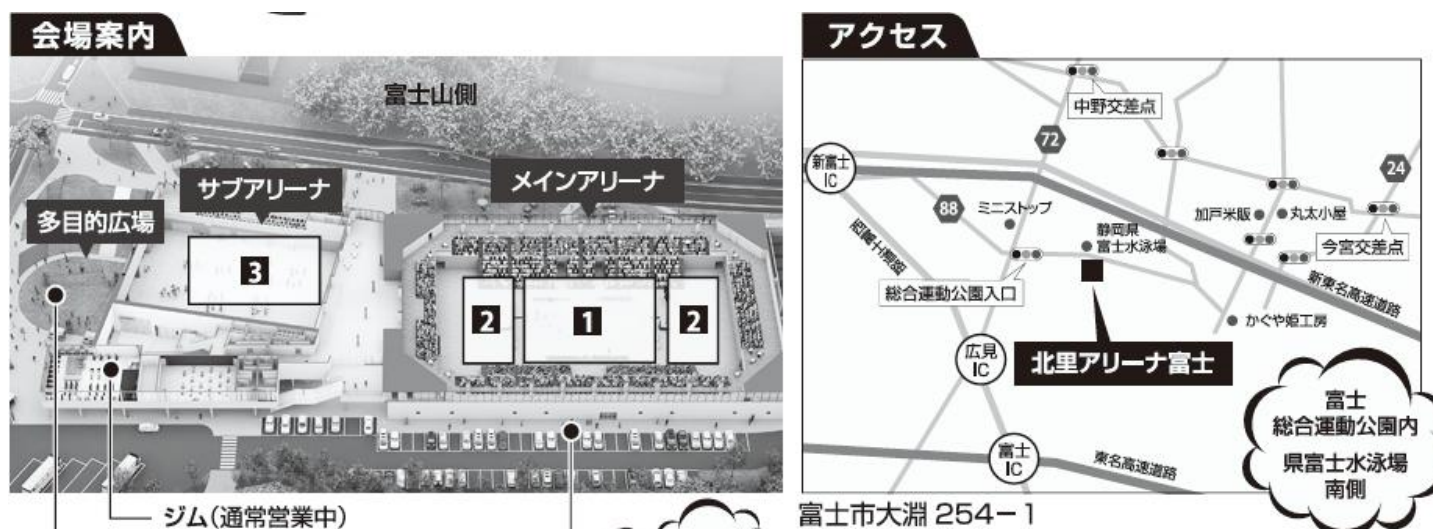 会場案内
富士山側
メインアリーナ
サブアリーナ
多目的広場
3
2
1
2
ジム(通常営業中)
アクセス
中野交差点
72
新富士
IC
24
88
ミニストップ
加戸米販
丸太小屋
静岡県
富士水泳場
今宮交差点
西富士道路
総合運動公園入口
新東名高速道路
かぐや姫工房
広見
IC
北里アリーナ富士
富士
総合運動公園内
県富士水泳場
南側
富士
IC
東名高速道路
富士市大淵 254-1